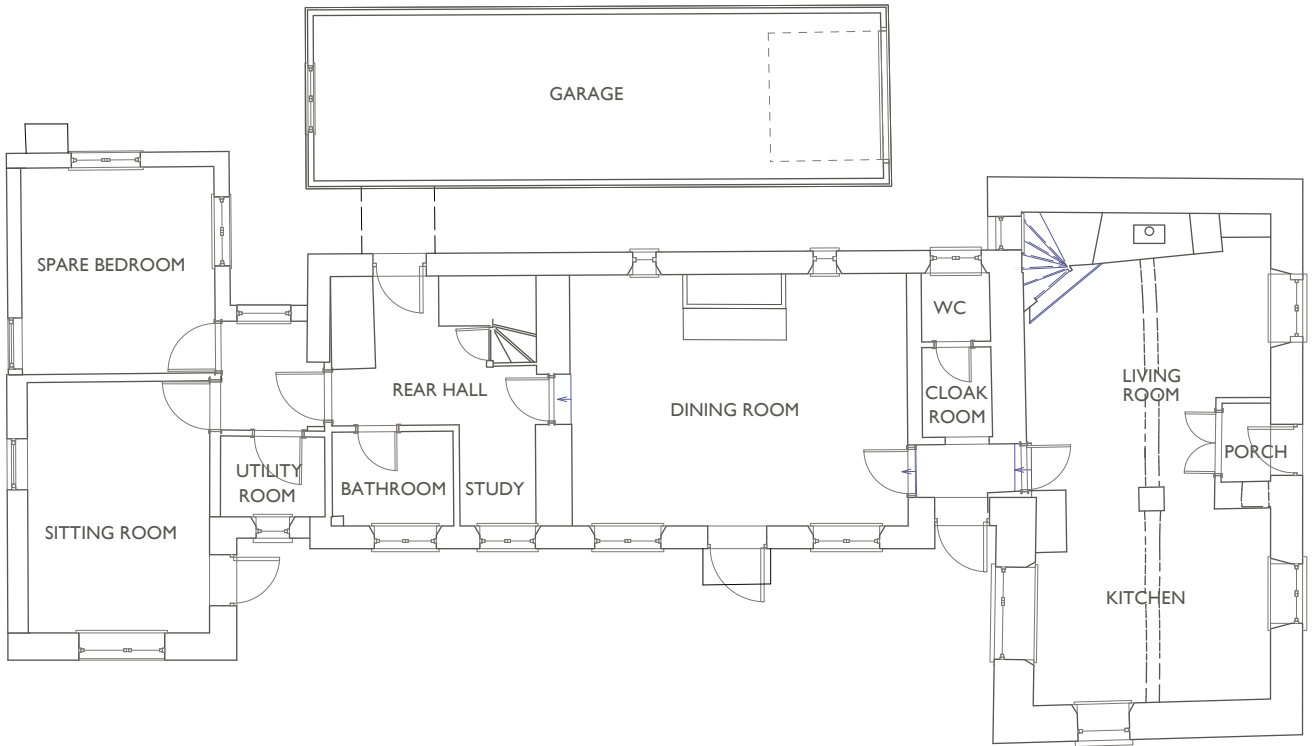 GARAGE
SPARE BEDROOM
WC
REAR HALL
LIVING
ROOM
CLOAK
ROOM
DINING ROOM
PORCH
UTILITY
ROOM
BATHROOM
STUDY
SITTING ROOM
KITCHEN